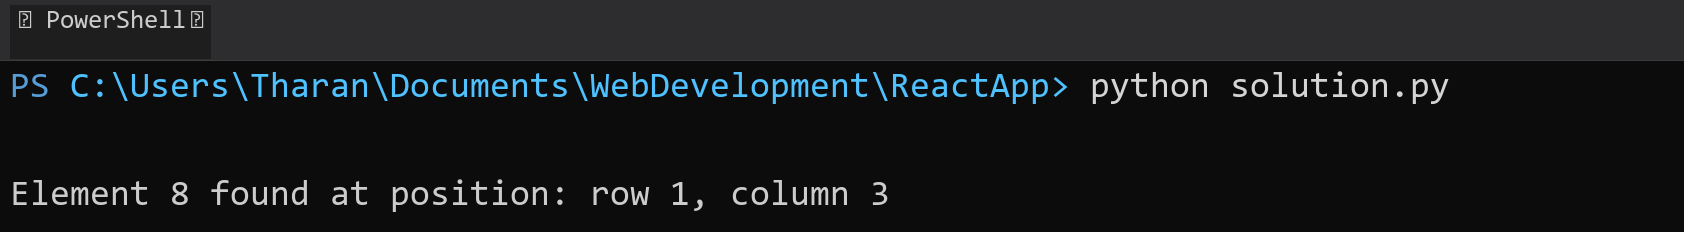 PowerShell
PS C:\Users\Tharan\Documents\WebDevelopment\ReactApp> python solution.py
Element 8 found at position: row 1, column 3